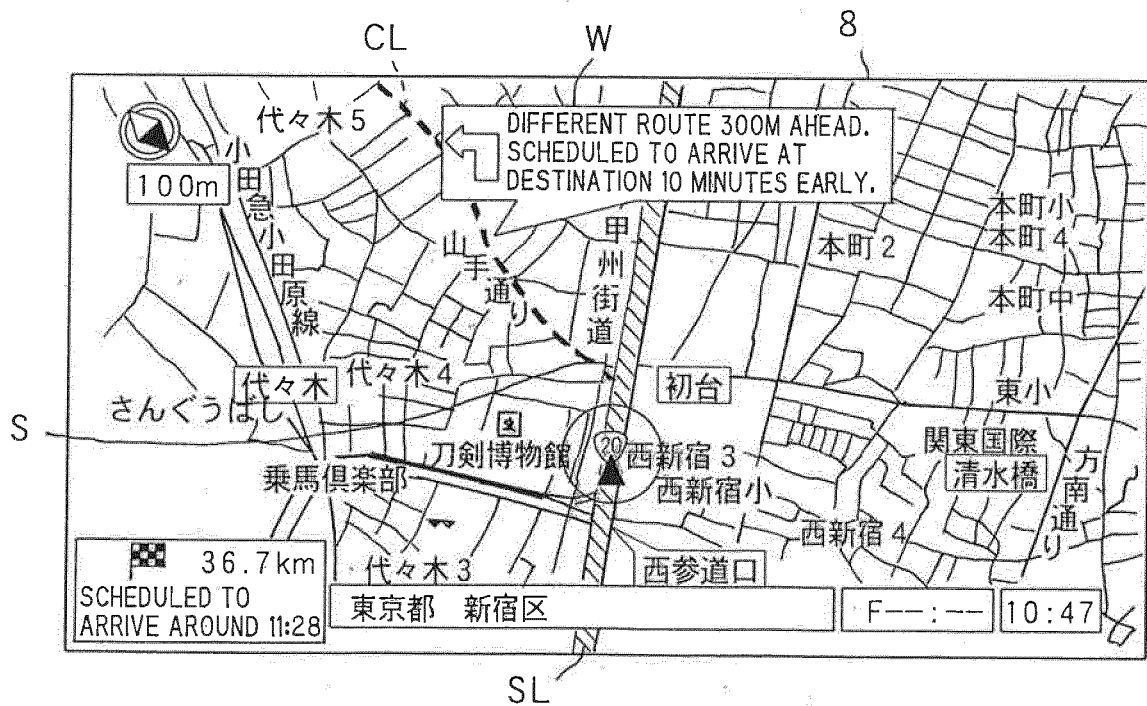 8
CL
W
代々木5
DIFFERENT ROUTE 300M AHEAD.
SCHEDULED TO ARRIVE AT
DESTINATION 10 MINUTES EARLY.
100m
小田急小田原線
山手通り
甲州街道
本町2
本町小
本町4
本町中
代々木
代々木4
初台
東小
S
さんぐうばし
刀剣博物館
20
西新宿3
関東国際
清水橋
方南通り
乗馬倶楽部
西新宿小
西新宿4
代々木3
西参道口
36.7km
SCHEDULED TO
ARRIVE AROUND 11:28
東京都 新宿区
F--:--
10:47
SL